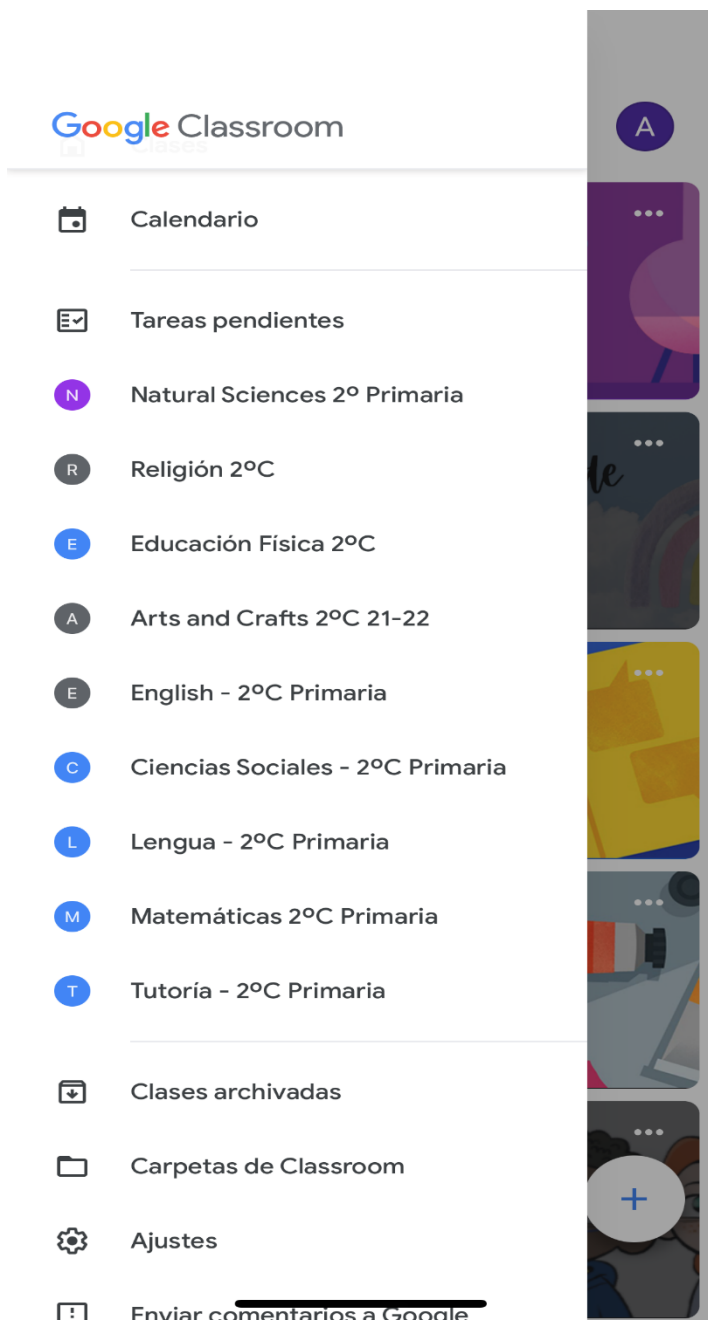 Google Classroom
A
Clases
Calendario
Tareas pendientes
N Natural Sciences 2º Primaria
R Religión 2ºC
E Educación Física 2ºC
A Arts and Crafts 2ºC 21-22
E English - 2ºC Primaria
C Ciencias Sociales - 2ºC Primaria
L Lengua - 2ºC Primaria
M Matemáticas 2ºC Primaria
T Tutoría - 2ºC Primaria
Clases archivadas
Carpetas de Classroom
Ajustes
Enviar comentarios a Google